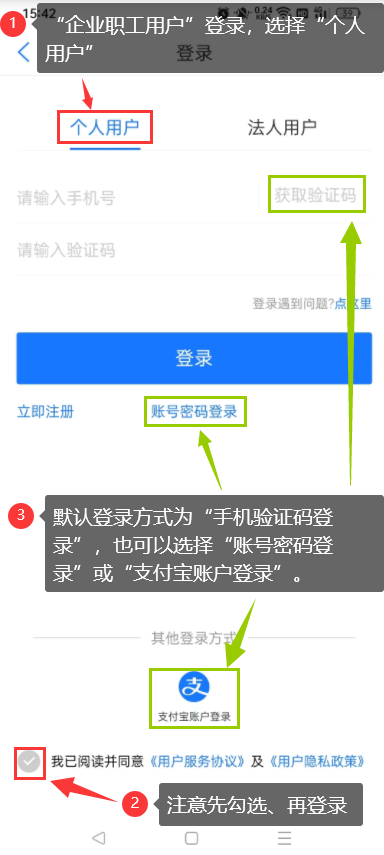 15:42
0.24
KB/s
4G
59
1
“企业职工用户”登录，选择“个人
用户”
登录
个人用户
法人用户
请输入手机号
获取验证码
请输入验证码
登录遇到问题?点这里
登录
立即注册
账号密码登录
3
默认登录方式为“手机验证码登
录”，也可以选择“账号密码登
录”或“支付宝账户登录”。
其他登录方式
支
支付宝账户登录
我已阅读并同意《用户服务协议》及《用户隐私政策》
2
注意先勾选、再登录